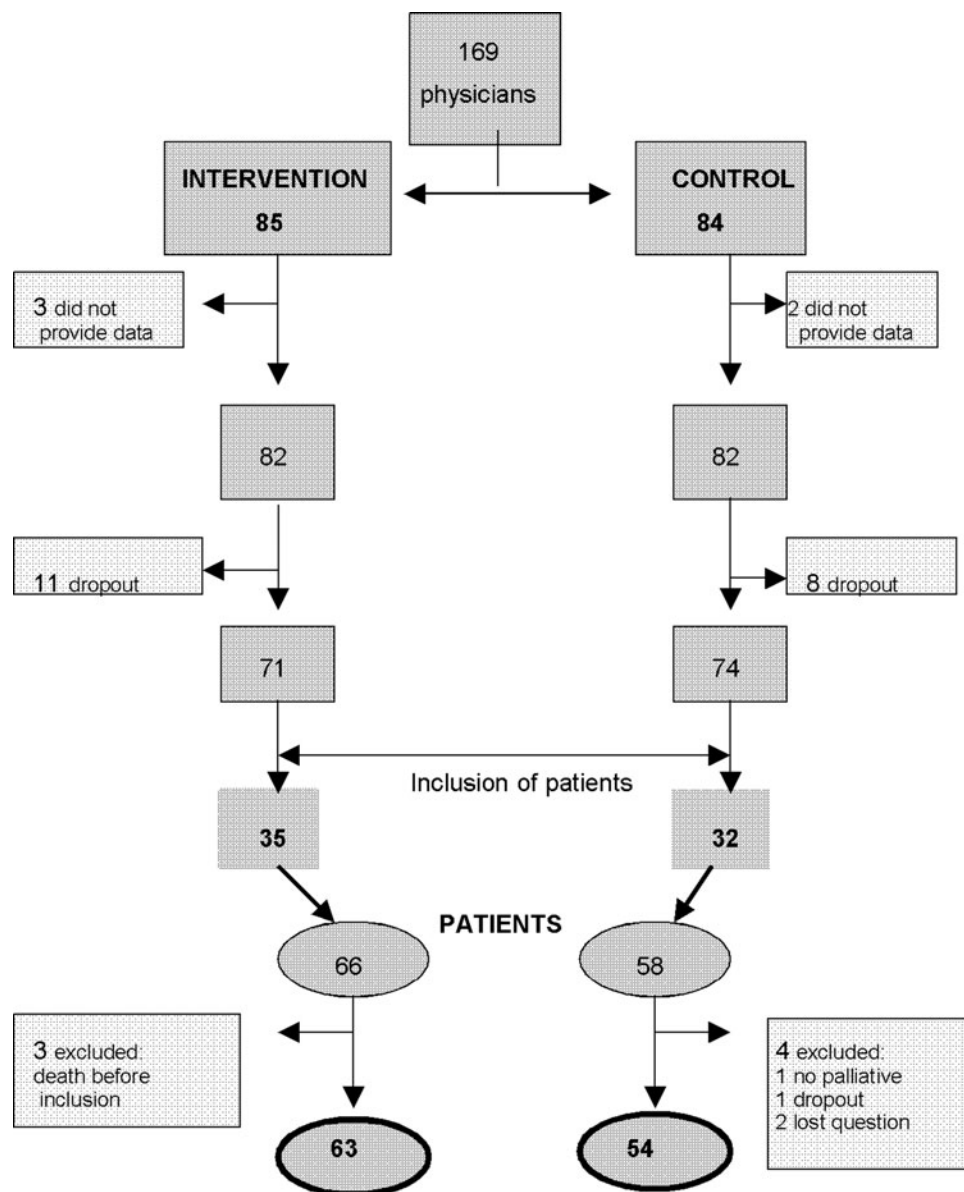 169
physicians
INTERVENTION
85
CONTROL
84
3 did not
provide data
2 did not
provide data
82
82
11 dropout
8 dropout
71
74
Inclusion of patients
35
32
PATIENTS
66
58
3 excluded:
death before
inclusion
4 excluded:
1 no palliative
1 dropout
2 lost question
63
54